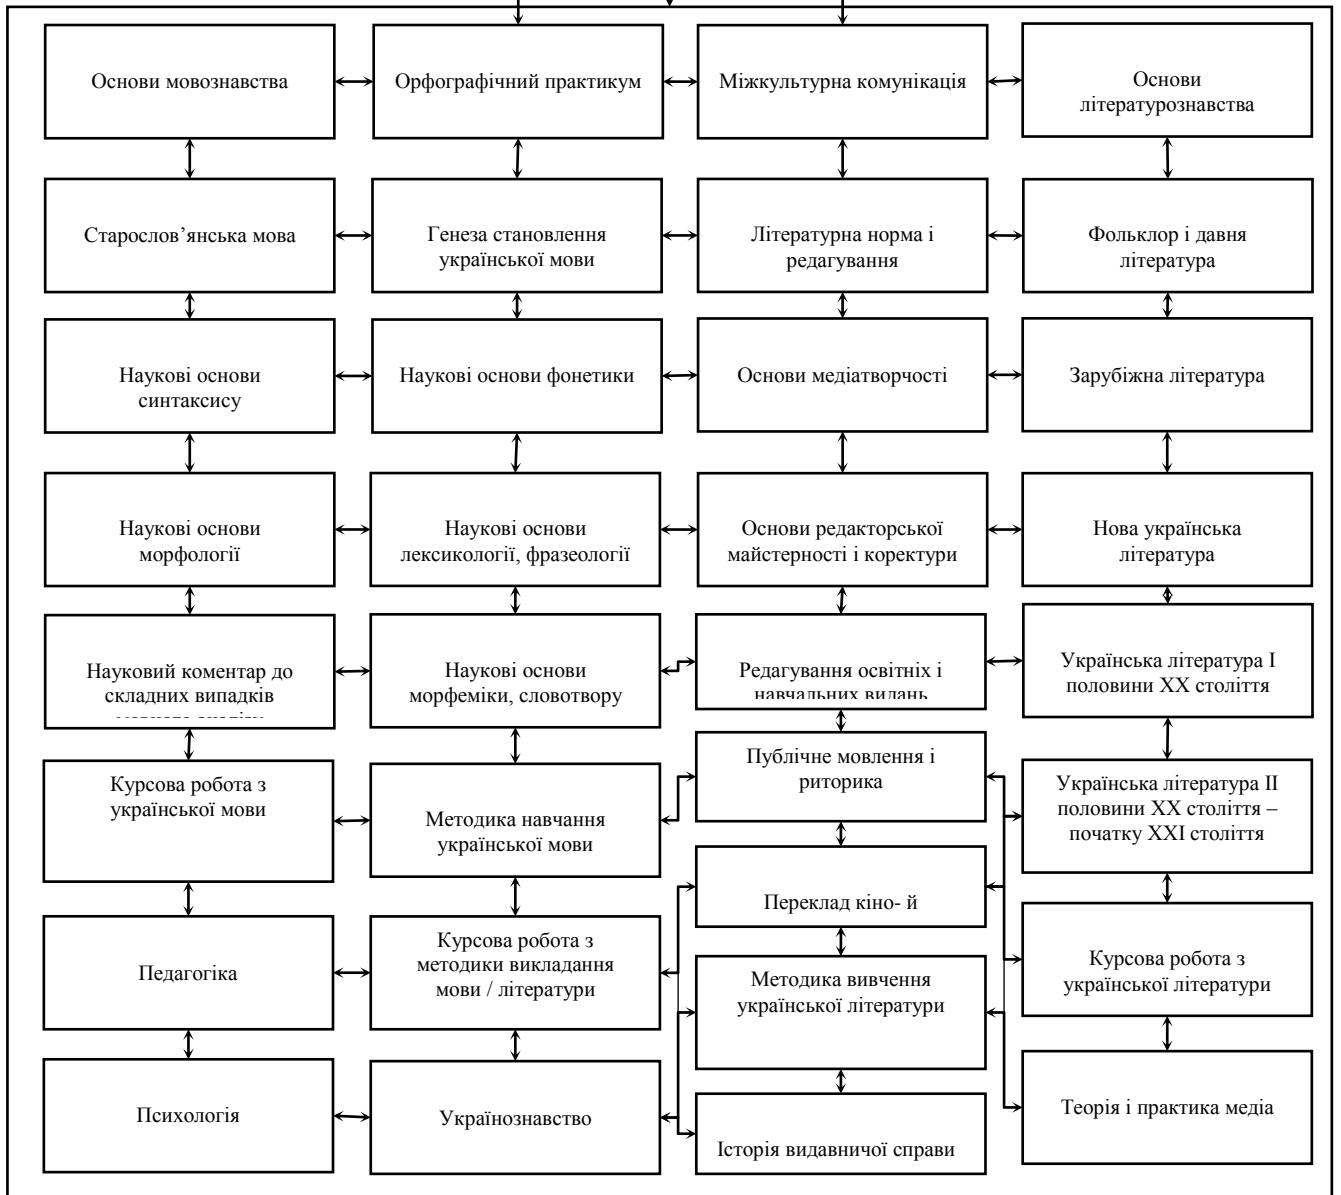 Основи мовознавства
Орфографічний практикум
Міжкультурна комунікація
Основи
літературознавства
Старослов’янська мова
Генеза становлення
української мови
Літературна норма і
редагування
Фольклор і давня
література
Наукові основи
синтаксису
Наукові основи фонетики
Основи медіатворчості
Зарубіжна література
Наукові основи
морфології
Наукові основи
лексикології, фразеології
Основи редакторської
майстерності і коректури
Нова українська
література
Науковий коментар до
складних випадків
Наукові основи
морфеміки, словотвору
Редагування освітніх і
навчальних видань
Українська література І
половини ХХ століття
Курсова робота з
української мови
Методика навчання
української мови
Публічне мовлення і
риторика
Українська література ІІ
половини ХХ століття –
початку ХХІ століття
Переклад кіно- й
Педагогіка
Курсова робота з
методики викладання
мови / літератури
Методика вивчення
української літератури
Курсова робота з
української літератури
Психологія
Українознавство
Історія видавничої справи
Теорія і практика медіа